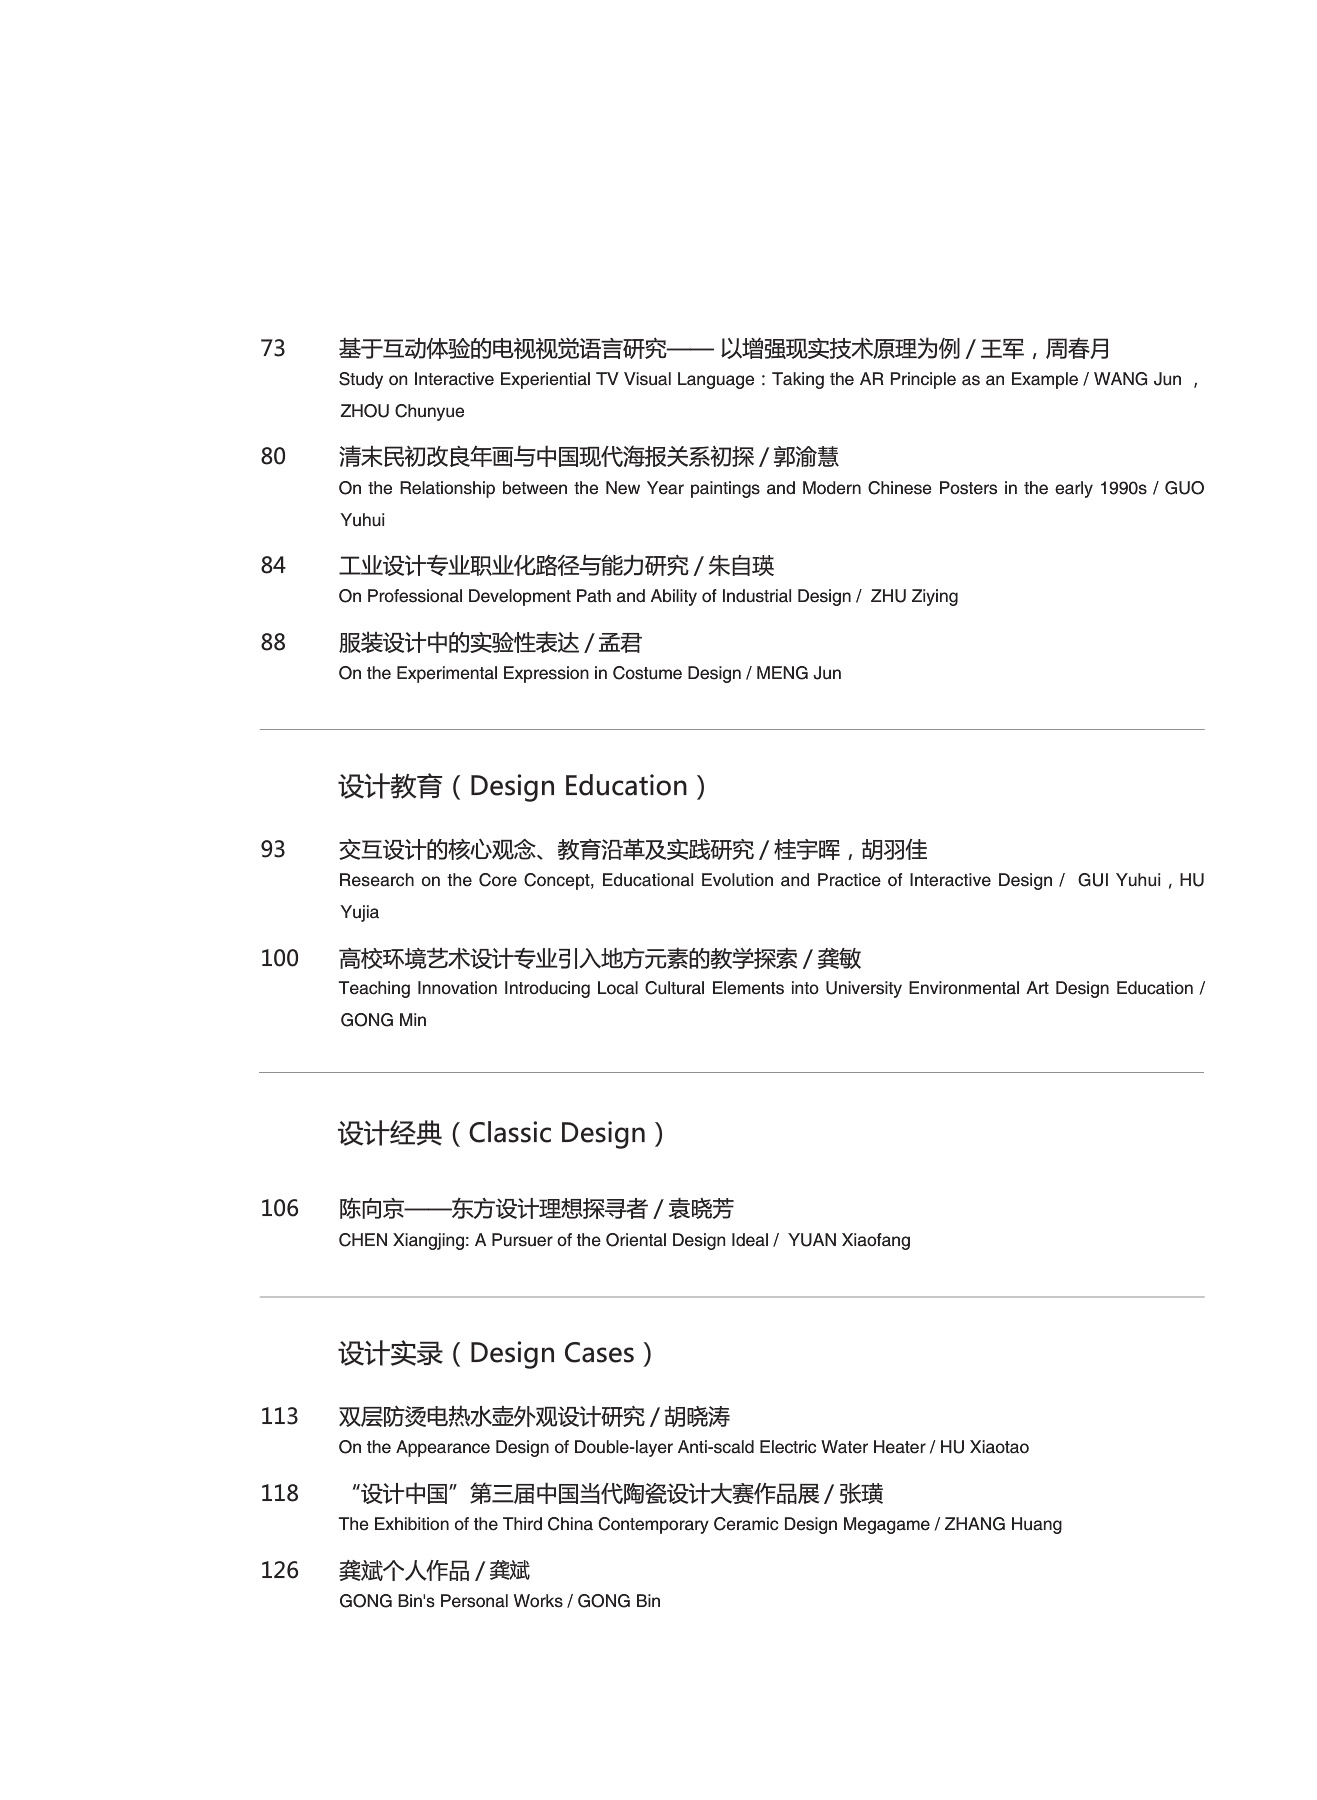 73 基于互动体验的电视视觉语言研究—— 以增强现实技术原理为例 / 王军，周春月
Study on Interactive Experiential TV Visual Language：Taking the AR Principle as an Example / WANG Jun ，
ZHOU Chunyue
80 清末民初改良年画与中国现代海报关系初探 / 郭渝慧
On the Relationship between the New Year paintings and Modern Chinese Posters in the early 1990s / GUO
Yuhui
84 工业设计专业职业化路径与能力研究 / 朱自瑛
On Professional Development Path and Ability of Industrial Design / ZHU Ziying
88 服装设计中的实验性表达 / 孟君
On the Experimental Expression in Costume Design / MENG Jun
设计教育（Design Education）
93 交互设计的核心观念、教育沿革及实践研究 / 桂宇晖，胡羽佳
Research on the Core Concept, Educational Evolution and Practice of Interactive Design / GUI Yuhui，HU
Yujia
100 高校环境艺术设计专业引入地方元素的教学探索 / 龚敏
Teaching Innovation Introducing Local Cultural Elements into University Environmental Art Design Education /
GONG Min
设计经典（Classic Design）
106 陈向京——东方设计理想探寻者 / 袁晓芳
CHEN Xiangjing: A Pursuer of the Oriental Design Ideal / YUAN Xiaofang
设计实录（Design Cases）
113 双层防烫电热水壶外观设计研究 / 胡晓涛
On the Appearance Design of Double-layer Anti-scald Electric Water Heater / HU Xiaotao
118 “设计中国”第三届中国当代陶瓷设计大赛作品展 / 张璜
The Exhibition of the Third China Contemporary Ceramic Design Megagame / ZHANG Huang
126 龚斌个人作品 / 龚斌
GONG Bin's Personal Works / GONG Bin